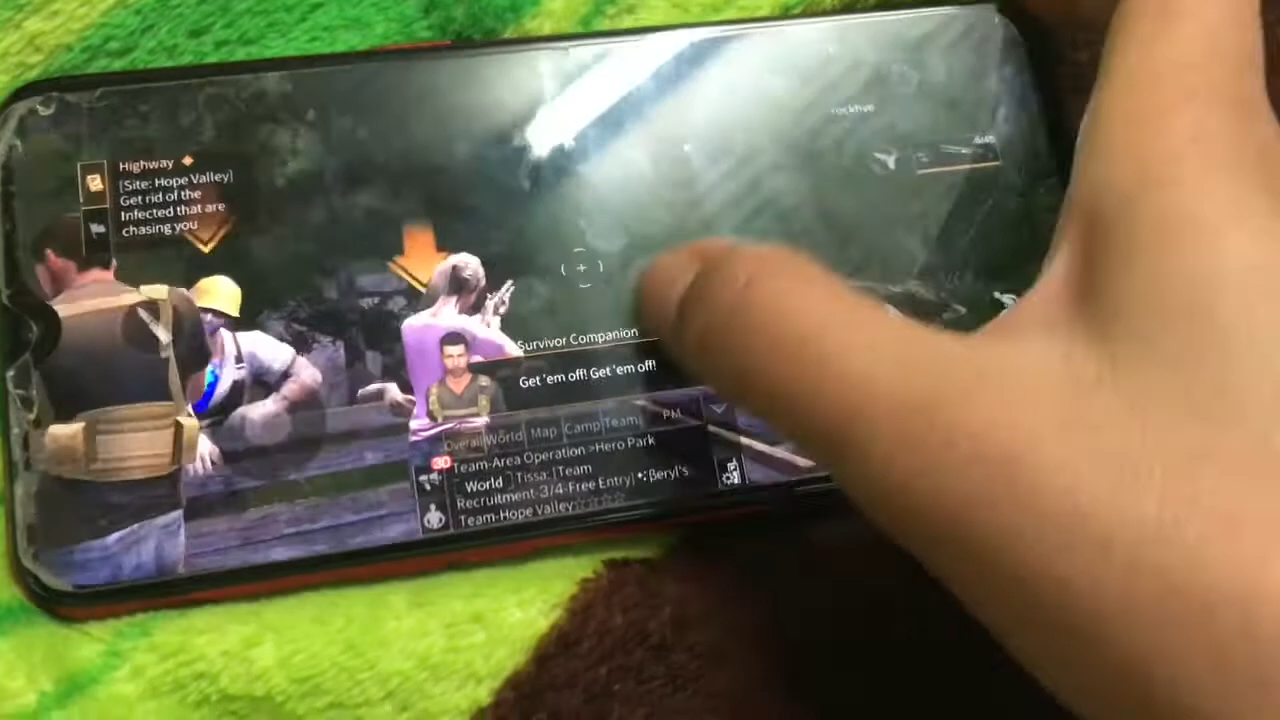 Highway
[Site: Hope Valley]
Get rid of the
Infected that are
chasing you
Survivor Companion
Get 'em off! Get 'em off!
Overall World Map Camp Team PM
30
Team-Area Operation >Hero Park
World Tissa: [Team
Recruitment-3/4-Free Entry] Beryl's
Team-Hope Valley☆☆☆☆